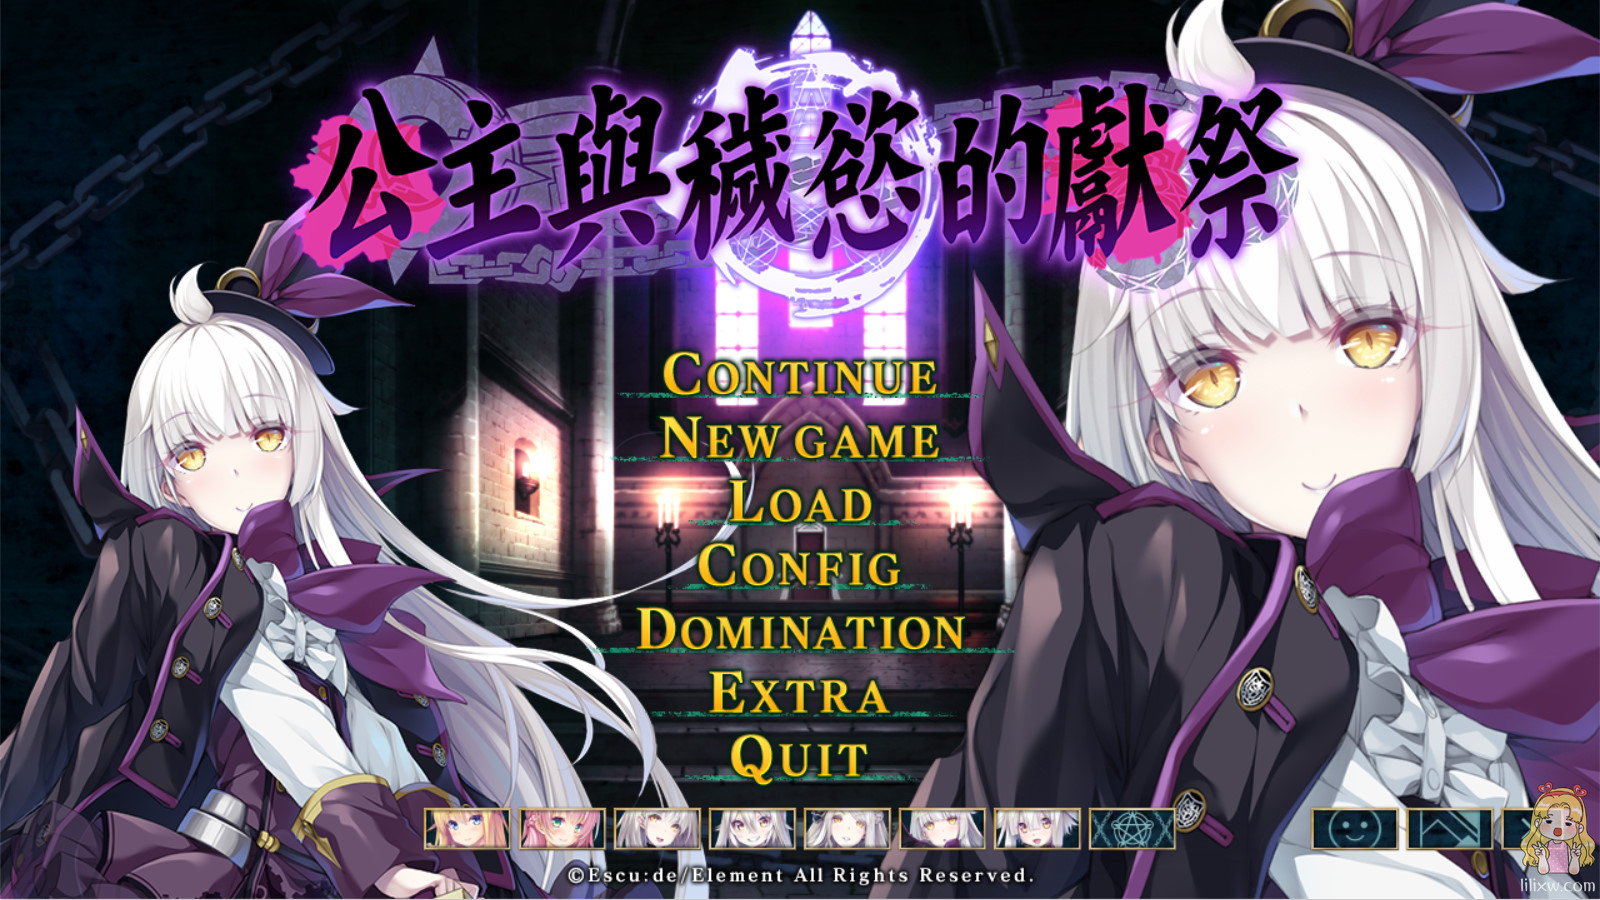 公主與穢慾的獻祭
CONTINUE
NEW GAME
LOAD
CONFIG
DOMINATION
EXTRA
QUIT
©Escu:de/Element All Rights Reserved.
lilixw.com